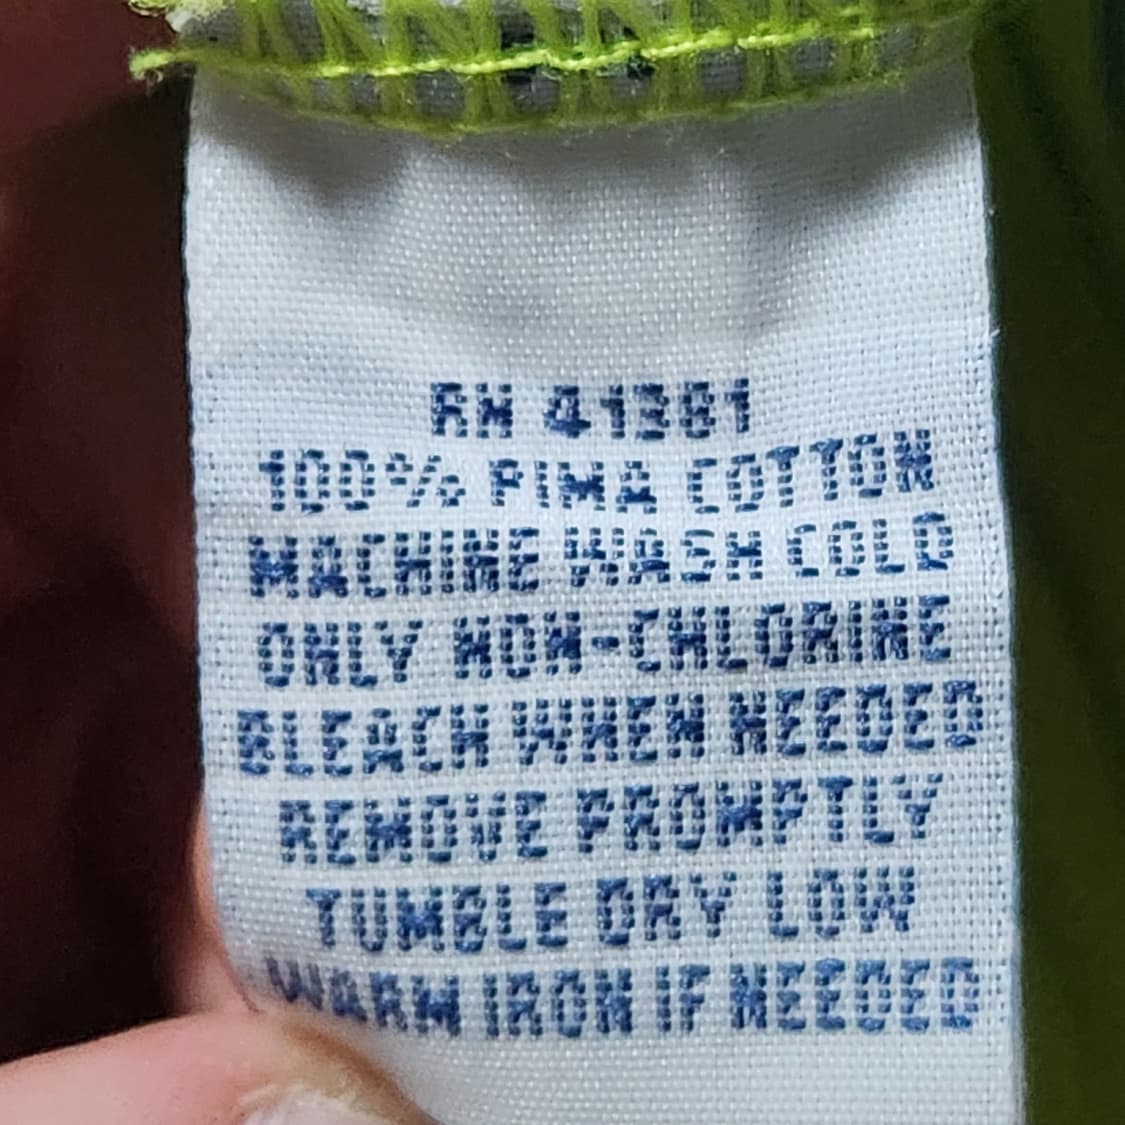 RN 41381
100% PIMA COTTON
MACHINE WASH COLD
ONLY NON-CHLORINE
BLEACH WHEN NEEDED
REMOVE PROMPTLY
TUMBLE DRY LOW
WARM IRON IF NEEDED